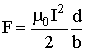 F = μ₀I²/2 d/b